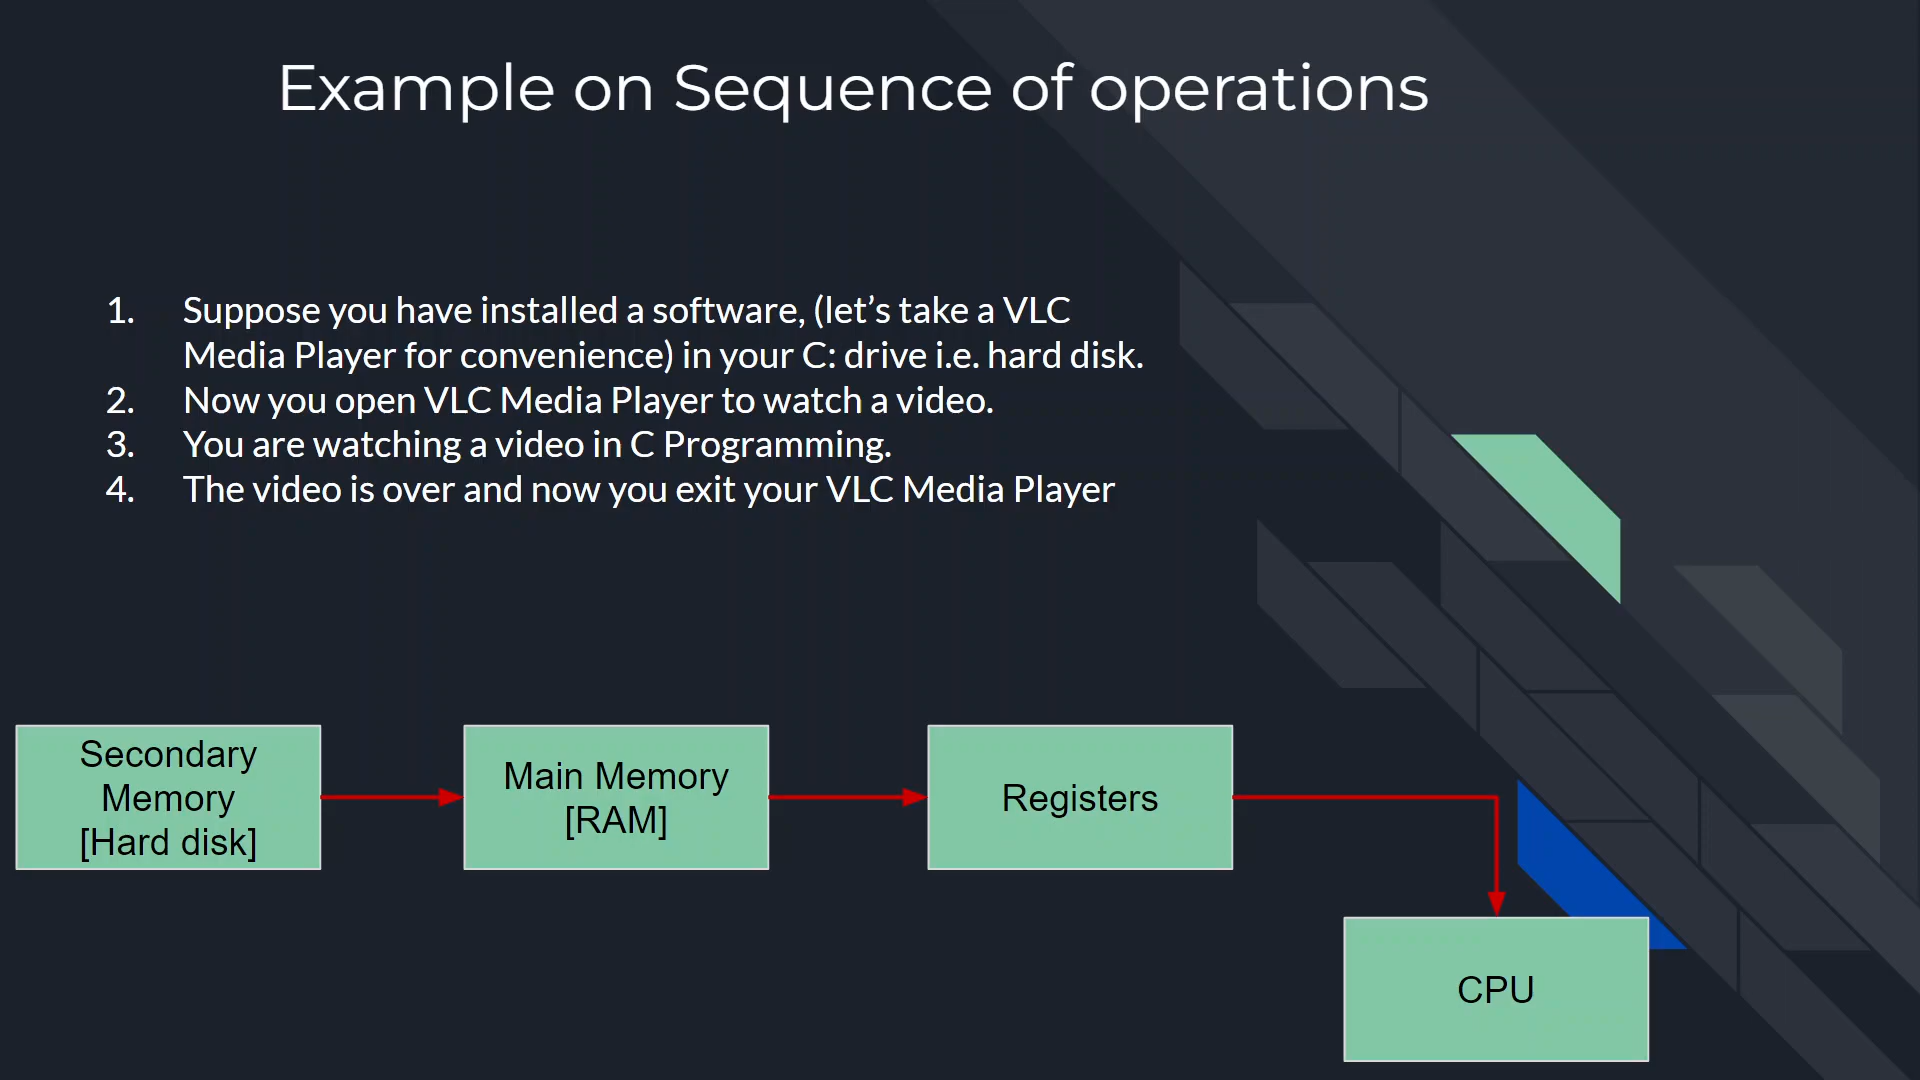 Example on Sequence of operations
1. Suppose you have installed a software, (let’s take a VLC
Media Player for convenience) in your C: drive i.e. hard disk.
2. Now you open VLC Media Player to watch a video.
3. You are watching a video in C Programming.
4. The video is over and now you exit your VLC Media Player
Secondary
Memory
[Hard disk]
Main Memory
[RAM]
Registers
CPU